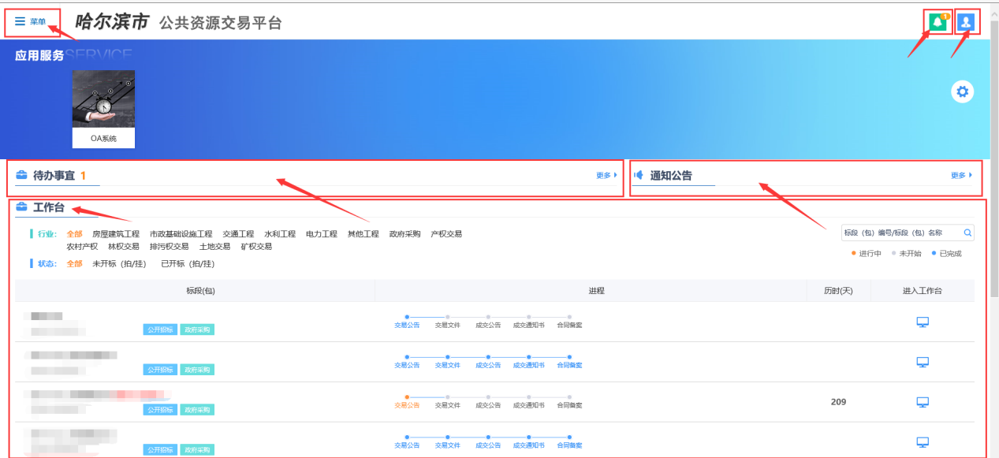 菜单
哈尔滨市 公共资源交易平台
1
应用服务SERVICE
OA系统
待办事宜 1
更多
通知公告
更多
工作台
行业: 全部 房屋建筑工程 市政基础设施工程 交通工程 水利工程 电力工程 其他工程 政府采购 产权交易
农村产权 林权交易 排污权交易 土地交易 矿权交易
标段（包）编号/标段（包）名称
进行中 未开始 已完成
状态: 全部 未开标（拍/挂） 已开标（拍/挂）
标段(包) 进程 历时(天) 进入工作台
公开招标 政府采购
交易公告 交易文件 成交公告 成交通知书 合同备案
公开招标 政府采购
交易公告 交易文件 成交公告 成交通知书 合同备案
公开招标 政府采购
交易公告 交易文件 成交公告 成交通知书 合同备案
209
公开招标 政府采购
交易公告 交易文件 成交公告 成交通知书 合同备案